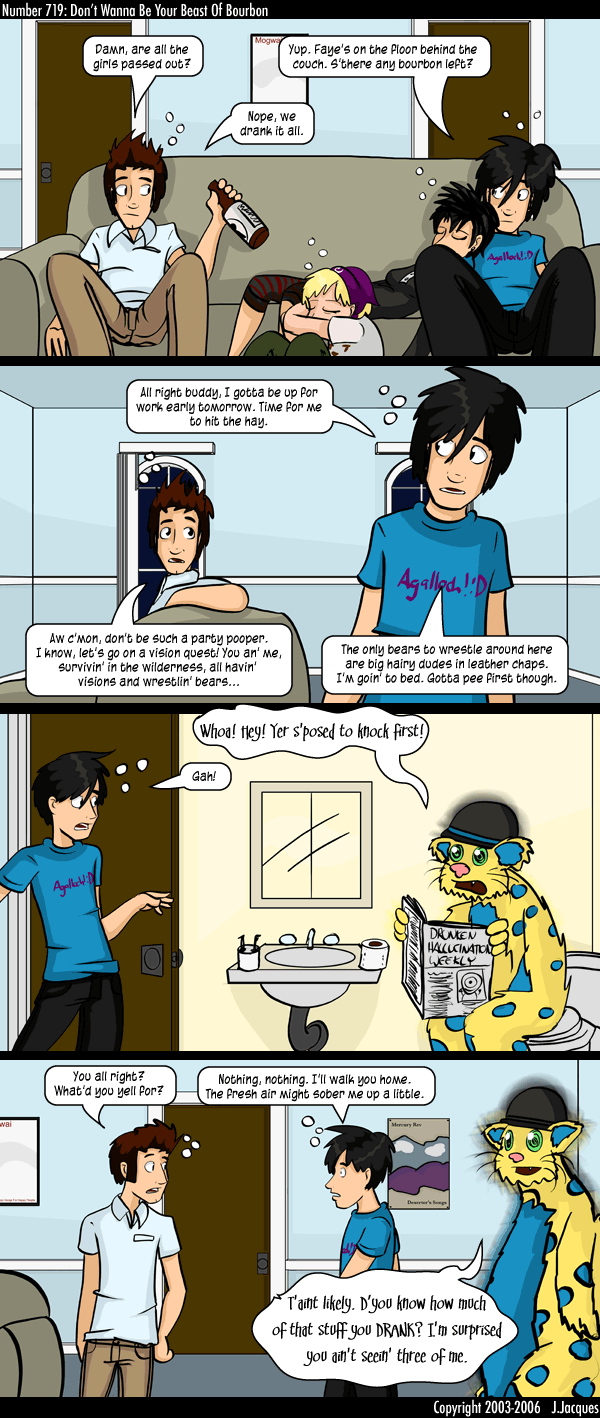 Number 719: Don't Wanna Be Your Beast Of Bourbon
Damn, are all the
girls passed out?
Mogwai
Yup. Faye's on the floor behind the
couch. S'there any bourbon left?
Nope, we
drank it all.
Agalloch!:D
All right buddy, I gotta be up for
work early tomorrow. Time for me
to hit the hay.
Agalloch!:D
Aw c'mon, don't be such a party pooper.
I know, let's go on a vision quest! You an' me,
survivin' in the wilderness, all havin'
visions and wrestlin' bears...
The only bears to wrestle around here
are big hairy dudes in leather chaps.
I'm goin' to bed. Gotta pee first though.
Whoa! Hey! Yer s'posed to knock first!
Gah!
Agalloch!:D
DRUNKEN
HALLUCINATION
WEEKLY
You all right?
What'd you yell for?
Nothing, nothing. I'll walk you home.
The fresh air might sober me up a little.
wai
Mercury Rev
Deserter's Songs
T'aint likely. D'you know how much
of that stuff you DRANK? I'm surprised
you ain't seein' three of me.
Copyright 2003-2006 J.Jacques